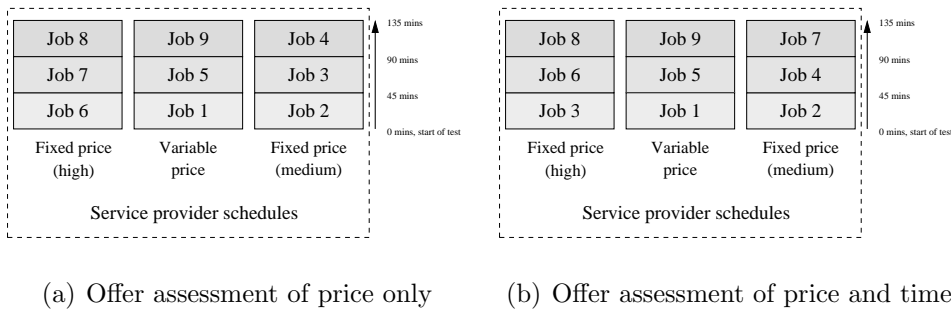 Job 8 Job 9 Job 4
Job 7 Job 5 Job 3
Job 6 Job 1 Job 2
135 mins
90 mins
45 mins
0 mins, start of test
Fixed price Variable Fixed price
(high) price (medium)
Service provider schedules
(a) Offer assessment of price only
Job 8 Job 9 Job 7
Job 6 Job 5 Job 4
Job 3 Job 1 Job 2
135 mins
90 mins
45 mins
0 mins, start of test
Fixed price Variable Fixed price
(high) price (medium)
Service provider schedules
(b) Offer assessment of price and time